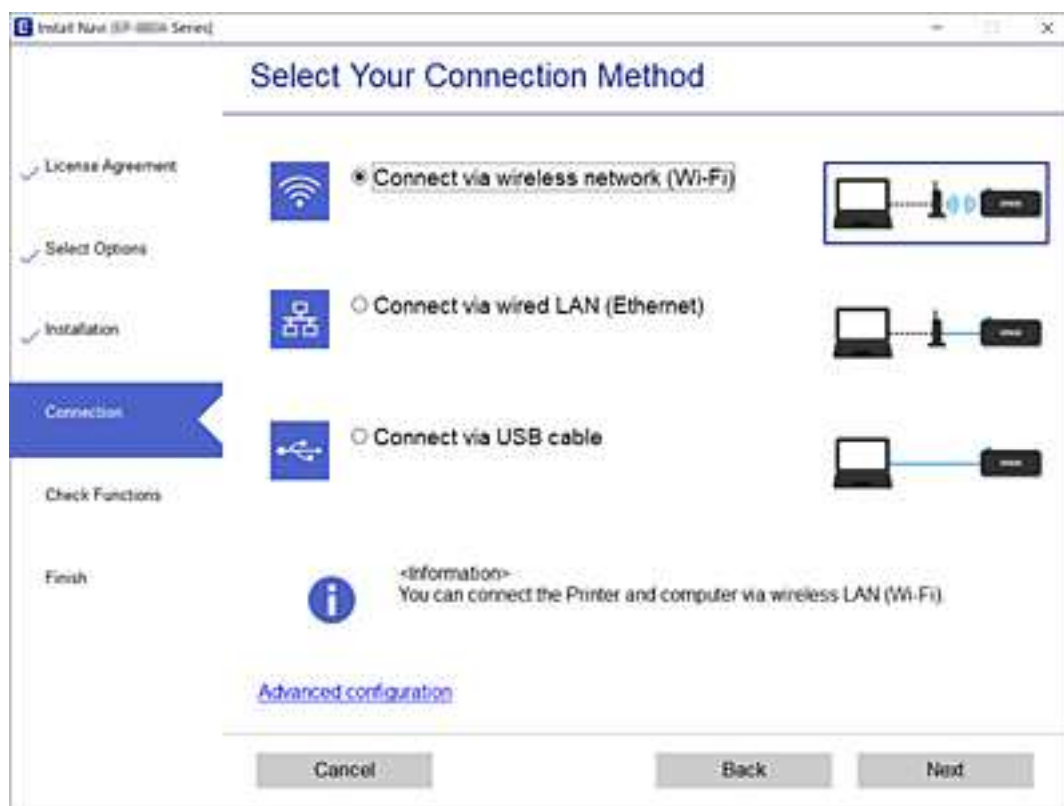 Install Navi
Series]
Select Your Connection Method
License Agreement
Select Options
Installation
Connection
Check Functions
Finish
Connect via wireless network (Wi-Fi)
Connect via wired LAN (Ethernet)
Connect via USB cable
<Information>
You can connect the Printer and computer via wireless LAN (Wi-Fi).
Advanced configuration
Cancel
Back
Next